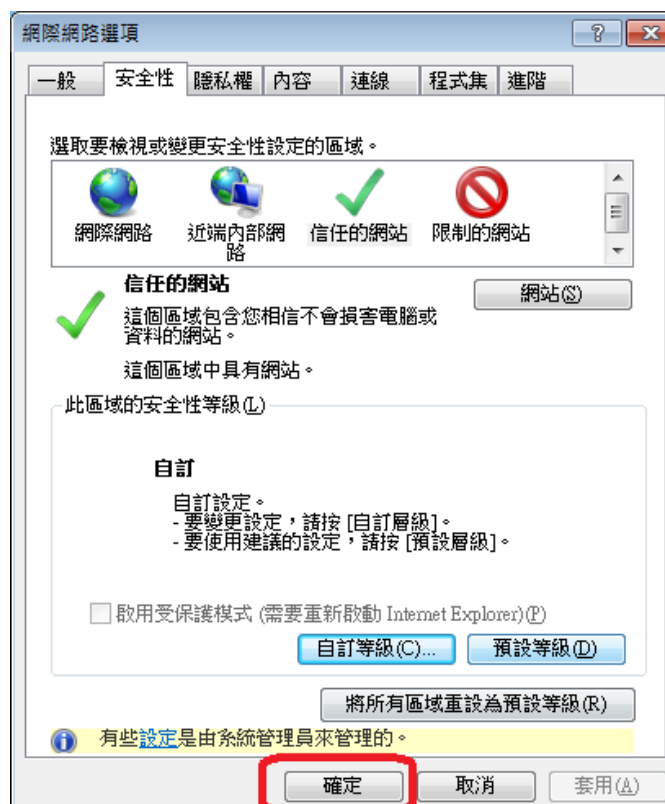 網際網路選項
一般 安全性 隱私權 內容 連線 程式集 進階
選取要檢視或變更安全性設定的區域。
網際網路 近端內部網路 信任的網站 限制的網站
信任的網站
網站(S)
這個區域包含您相信不會損害電腦或
資料的網站。
這個區域中具有網站。
此區域的安全性等級(L)
自訂
自訂設定。
- 要變更設定，請按 [自訂層級]。
- 要使用建議的設定，請按 [預設層級]。
啟用受保護模式 (需要重新啟動 Internet Explorer)(P)
自訂等級(C)... 預設等級(D)
將所有區域重設為預設等級(R)
有些設定是由系統管理員來管理的。
確定 取消 套用(A)